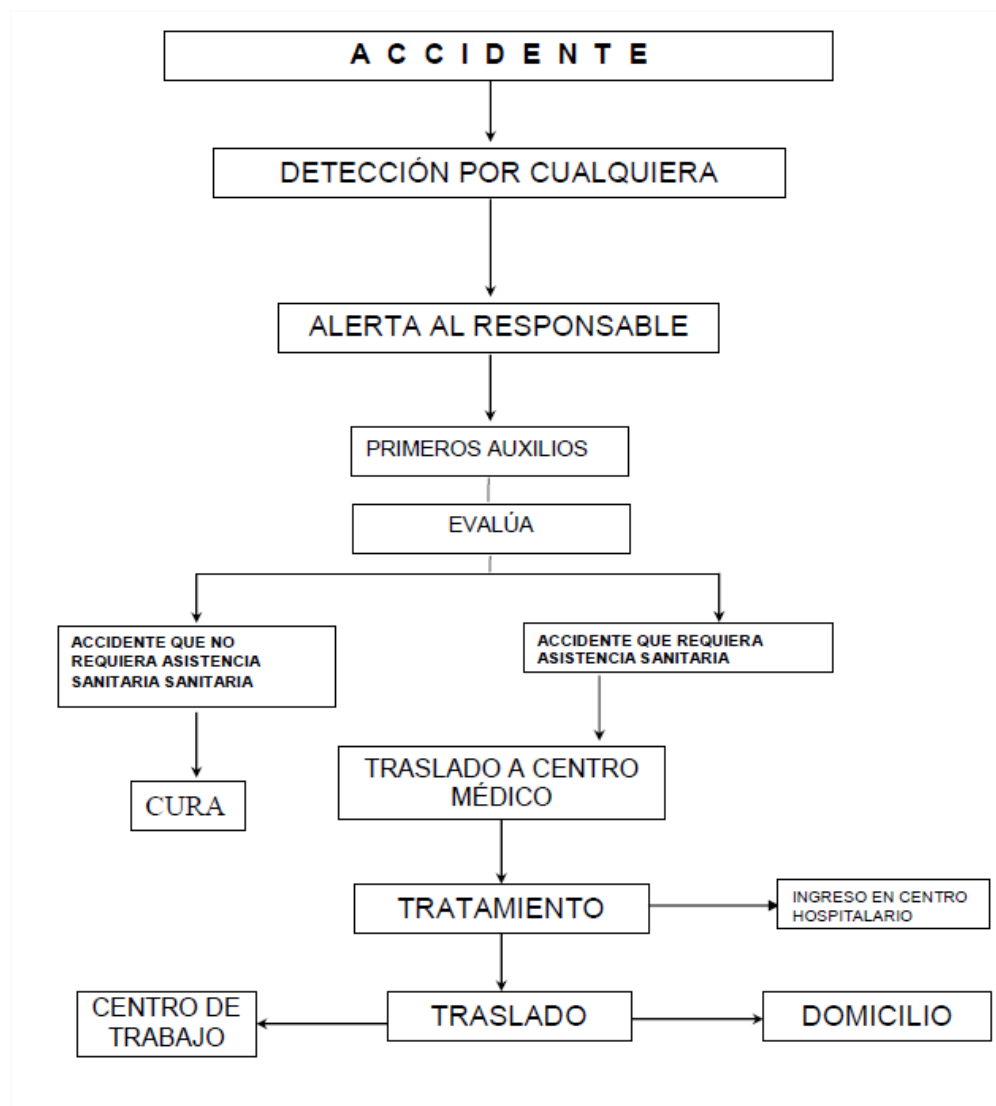 A C C I D E N T E
DETECCIÓN POR CUALQUIERA
ALERTA AL RESPONSABLE
PRIMEROS AUXILIOS
EVALÚA
ACCIDENTE QUE NO
REQUIERA ASISTENCIA
SANITARIA SANITARIA
ACCIDENTE QUE REQUIERA
ASISTENCIA SANITARIA
CURA
TRASLADO A CENTRO
MÉDICO
TRATAMIENTO
INGRESO EN CENTRO
HOSPITALARIO
CENTRO DE
TRABAJO
TRASLADO
DOMICILIO